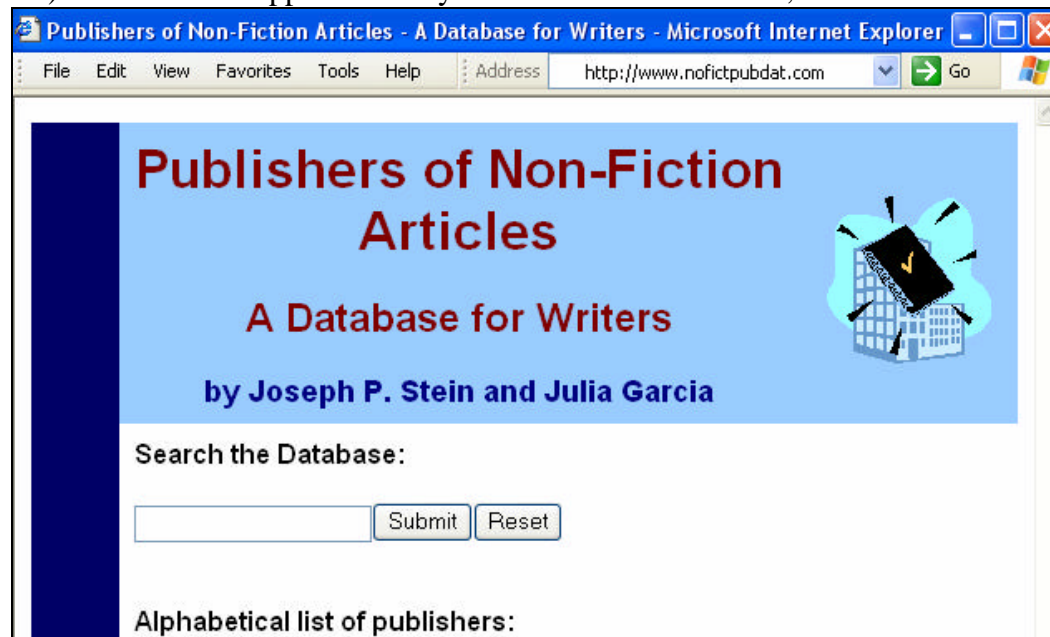 Publishers of Non-Fiction Articles - A Database for Writers - Microsoft Internet Explorer
File Edit View Favorites Tools Help Address http://www.nofictpubdat.com Go
Publishers of Non-Fiction
Articles
A Database for Writers
by Joseph P. Stein and Julia Garcia
Search the Database:
Submit Reset
Alphabetical list of publishers: